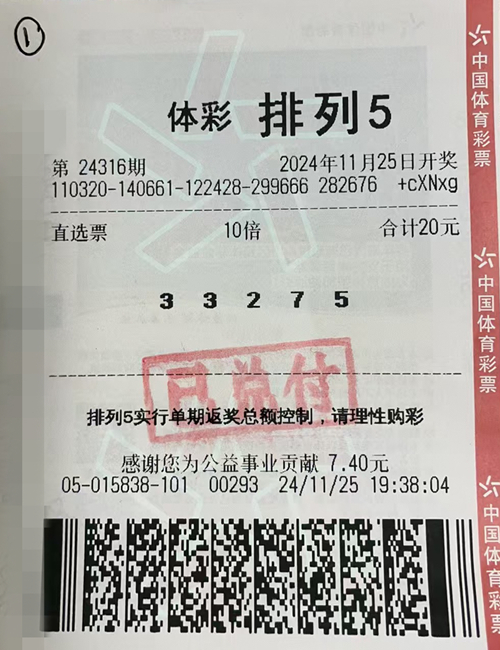 1
体彩 排列5
第 24316期 2024年11月25日开奖
110320-140661-122428-299666 282676 +cXNxg
直选票 10倍 合计20元
3 3 2 7 5
已兑付
排列5实行单期返奖总额控制，请理性购彩
感谢您为公益事业贡献 7.40元
05-015838-101 00293 24/11/25 19:38:04
中国体育彩票
中国体育彩票
中国体育彩票